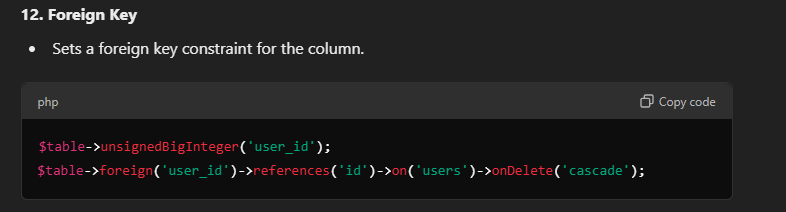 12. Foreign Key
• Sets a foreign key constraint for the column.
php
Copy code
$table->unsignedBigInteger('user_id');
$table->foreign('user_id')->references('id')->on('users')->onDelete('cascade');